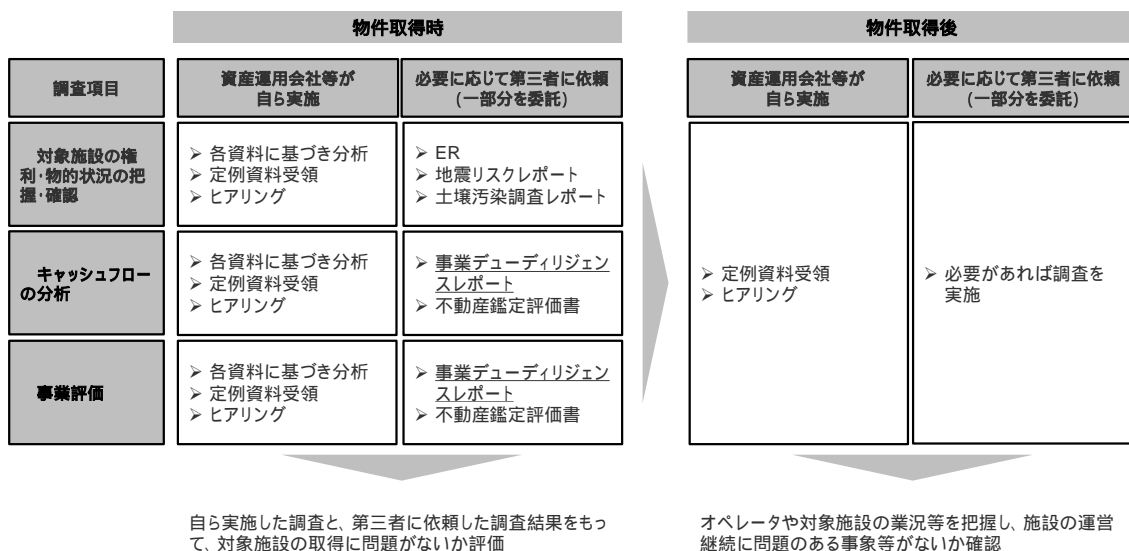 物件取得時
物件取得後
調査項目
資産運用会社等が
自ら実施
必要に応じて第三者に依頼
(一部分を委託)
資産運用会社等が
自ら実施
必要に応じて第三者に依頼
(一部分を委託)
対象施設の権
利・物的状況の把
握・確認
➢ 各資料に基づき分析
➢ 定例資料受領
➢ ヒアリング
➢ ER
➢ 地震リスクレポート
➢ 土壌汚染調査レポート
キャッシュフロー
の分析
➢ 各資料に基づき分析
➢ 定例資料受領
➢ ヒアリング
➢ 事業デューディリジェン
スレポート
➢ 不動産鑑定評価書
事業評価
➢ 各資料に基づき分析
➢ 定例資料受領
➢ ヒアリング
➢ 事業デューディリジェン
スレポート
➢ 不動産鑑定評価書
➢ 定例資料受領
➢ ヒアリング
➢ 必要があれば調査を
実施
自ら実施した調査と、第三者に依頼した調査結果をもっ
て、対象施設の取得に問題がないか評価
オペレータや対象施設の業況等を把握し、施設の運営
継続に問題のある事象等がないか確認